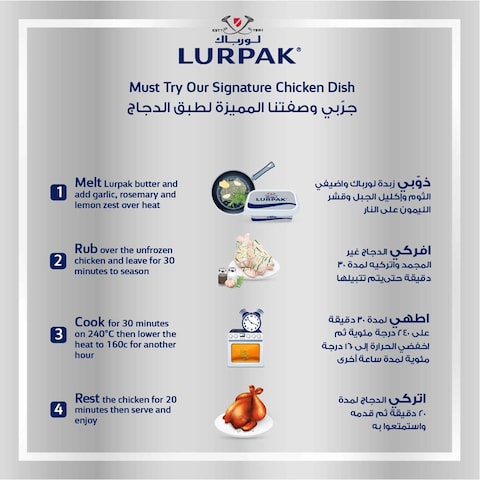 ESTD 1901
لورباك
LURPAK®
Must Try Our Signature Chicken Dish
جرّبي وصفتنا المميزة لطبق الدجاج
1
Melt Lurpak butter and
add garlic, rosemary and
lemon zest over heat
LURPAK
ذوّبي زبدة لورباك واضيفي
الثوم وإكليل الجبل وقشر
الليمون على النار
2
Rub over the unfrozen
chicken and leave for 30
minutes to season
افركي الدجاج غير
المجمد واتركيه لمدة ٣٠
دقيقة حتىيتم تتبيلها
3
Cook for 30 minutes
on 240°C then lower the
heat to 160c for another
hour
اطهي لمدة ٣٠ دقيقة
على ٢٤٠ درجة مئوية ثم
اخفضي الحرارة إلى ١٦٠ درجة
مئوية لمدة ساعة أخرى
4
Rest the chicken for 20
minutes then serve and
enjoy
اتركي الدجاج لمدة
٢٠ دقيقة ثم قدمه
واستمتعوا به